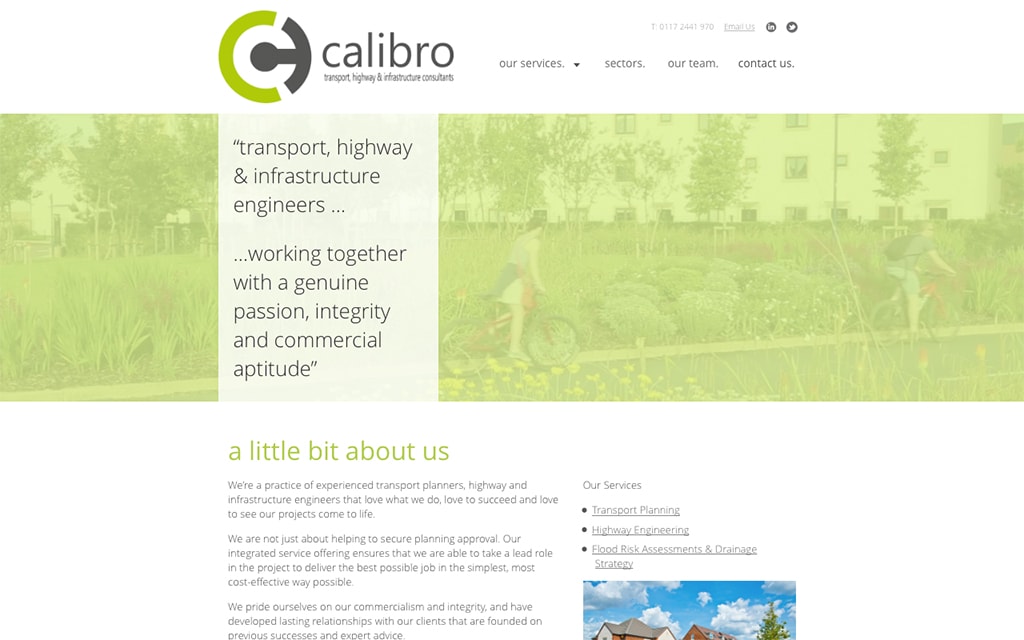 calibro
transport, highway & infrastructure consultants
T: 0117 2441 970 Email Us
our services. sectors. our team. contact us.
“transport, highway
& infrastructure
engineers ...
...working together
with a genuine
passion, integrity
and commercial
aptitude”
a little bit about us
We’re a practice of experienced transport planners, highway and
infrastructure engineers that love what we do, love to succeed and love
to see our projects come to life.
We are not just about helping to secure planning approval. Our
integrated service offering ensures that we are able to take a lead role
in the project to deliver the best possible job in the simplest, most
cost-effective way possible.
We pride ourselves on our commercialism and integrity, and have
developed lasting relationships with our clients that are founded on
previous successes and expert advice.
Our Services
Transport Planning
Highway Engineering
Flood Risk Assessments & Drainage
Strategy